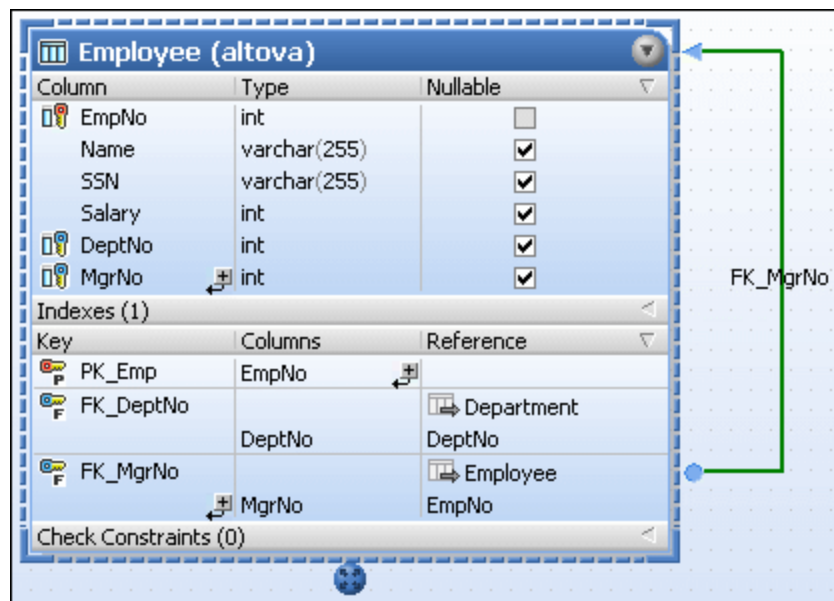 Employee (altova)
Column Type Nullable
EmpNo int
Name varchar(255)
SSN varchar(255)
Salary int
DeptNo int
MgrNo int
FK_MgrNo
Indexes (1)
Key Columns Reference
P PK_Emp EmpNo
F FK_DeptNo Department
DeptNo DeptNo
F FK_MgrNo Employee
MgrNo EmpNo
Check Constraints (0)